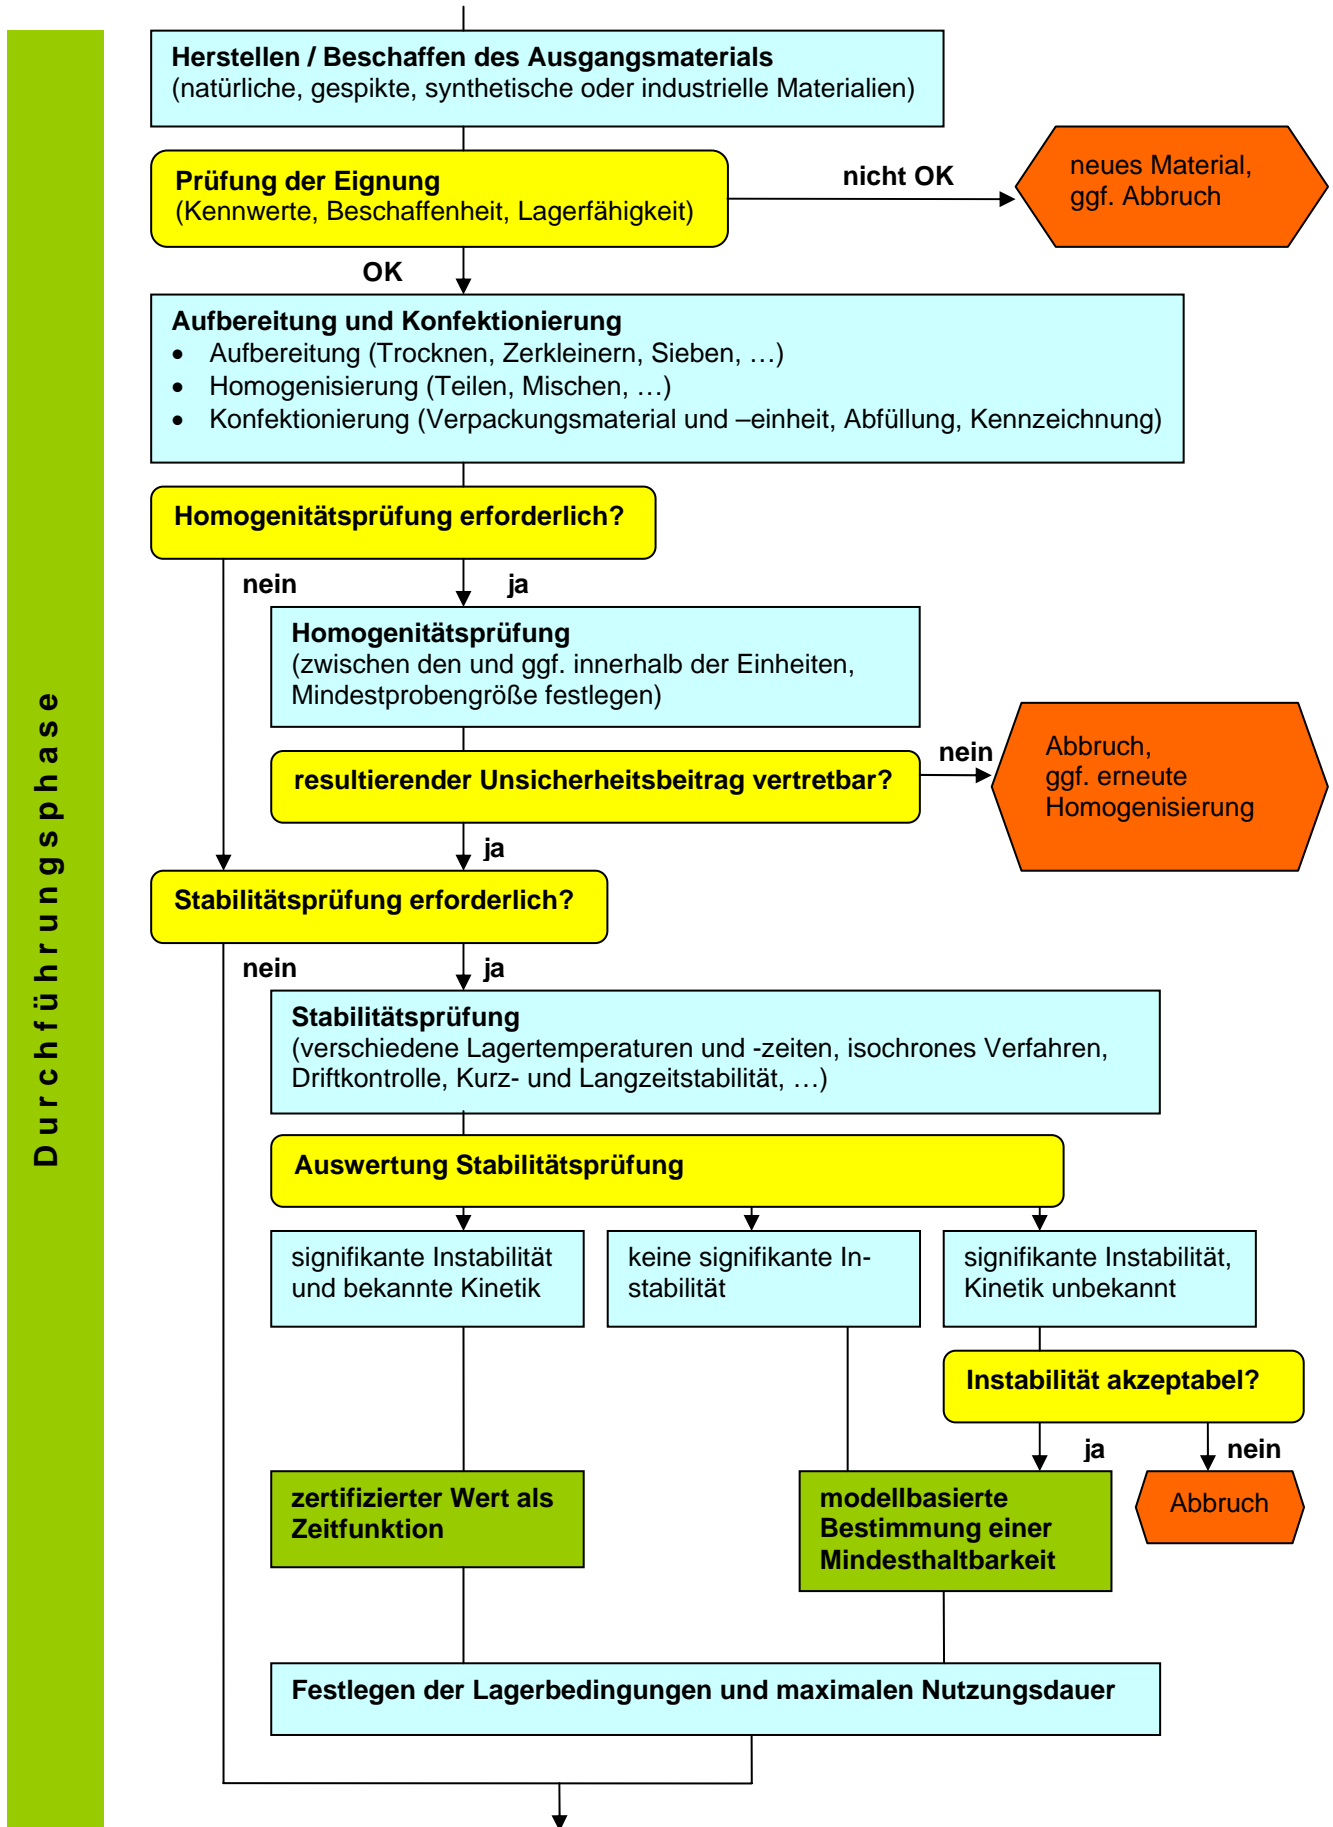 Durchführungsphase
Herstellen / Beschaffen des Ausgangsmaterials
(natürliche, gespikte, synthetische oder industrielle Materialien)
Prüfung der Eignung
(Kennwerte, Beschaffenheit, Lagerfähigkeit)
nicht OK
neues Material,
ggf. Abbruch
OK
Aufbereitung und Konfektionierung
• Aufbereitung (Trocknen, Zerkleinern, Sieben, …)
• Homogenisierung (Teilen, Mischen, …)
• Konfektionierung (Verpackungsmaterial und –einheit, Abfüllung, Kennzeichnung)
Homogenitätsprüfung erforderlich?
nein
ja
Homogenitätsprüfung
(zwischen den und ggf. innerhalb der Einheiten,
Mindestprobengröße festlegen)
resultierender Unsicherheitsbeitrag vertretbar?
nein
Abbruch,
ggf. erneute
Homogenisierung
ja
Stabilitätsprüfung erforderlich?
nein
ja
Stabilitätsprüfung
(verschiedene Lagertemperaturen und -zeiten, isochrones Verfahren,
Driftkontrolle, Kurz- und Langzeitstabilität, …)
Auswertung Stabilitätsprüfung
signifikante Instabilität
und bekannte Kinetik
keine signifikante In-
stabilität
signifikante Instabilität,
Kinetik unbekannt
Instabilität akzeptabel?
ja
nein
zertifizierter Wert als
Zeitfunktion
modellbasierte
Bestimmung einer
Mindesthaltbarkeit
Abbruch
Festlegen der Lagerbedingungen und maximalen Nutzungsdauer